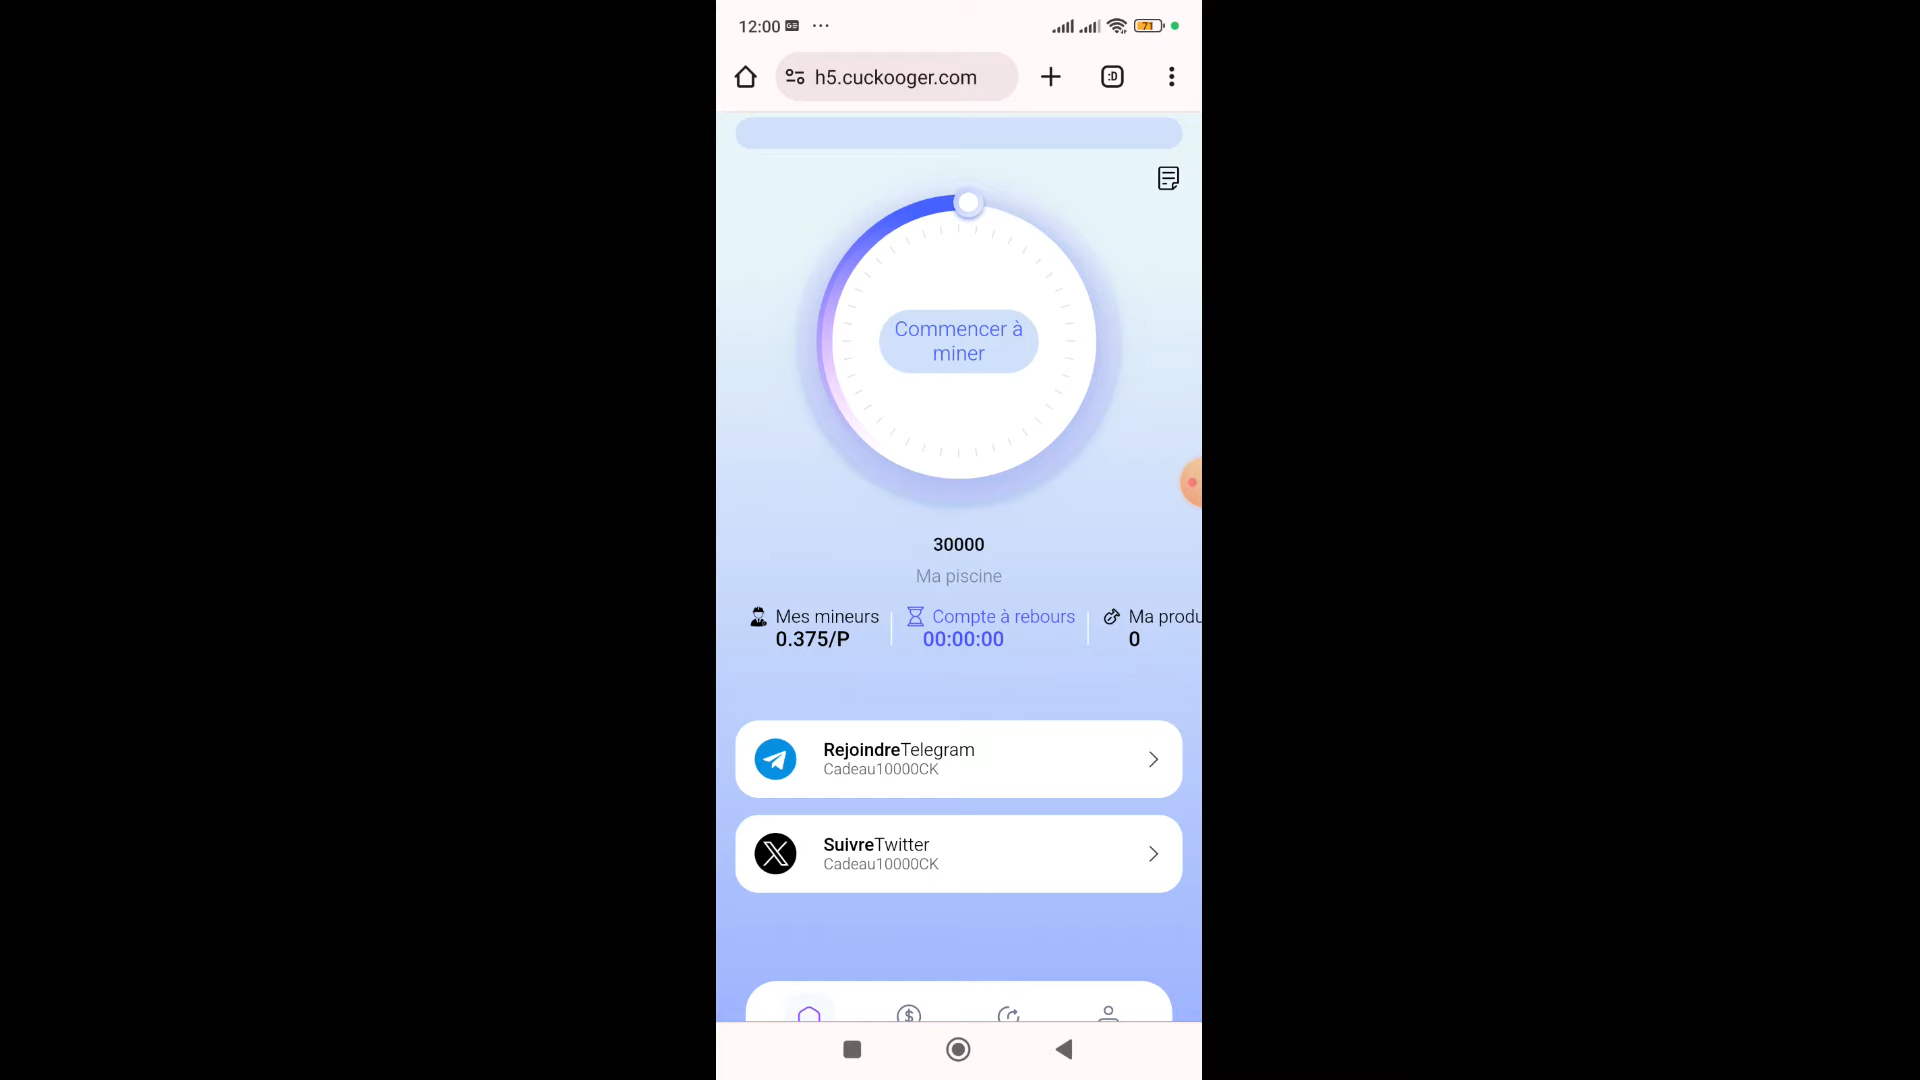 12:00
71
h5.cuckooger.com
:D
Commencer à
miner
30000
Ma piscine
Mes mineurs
0.375/P
Compte à rebours
00:00:00
Ma produ
0
RejoindreTelegram
Cadeau10000CK
SuivreTwitter
Cadeau10000CK